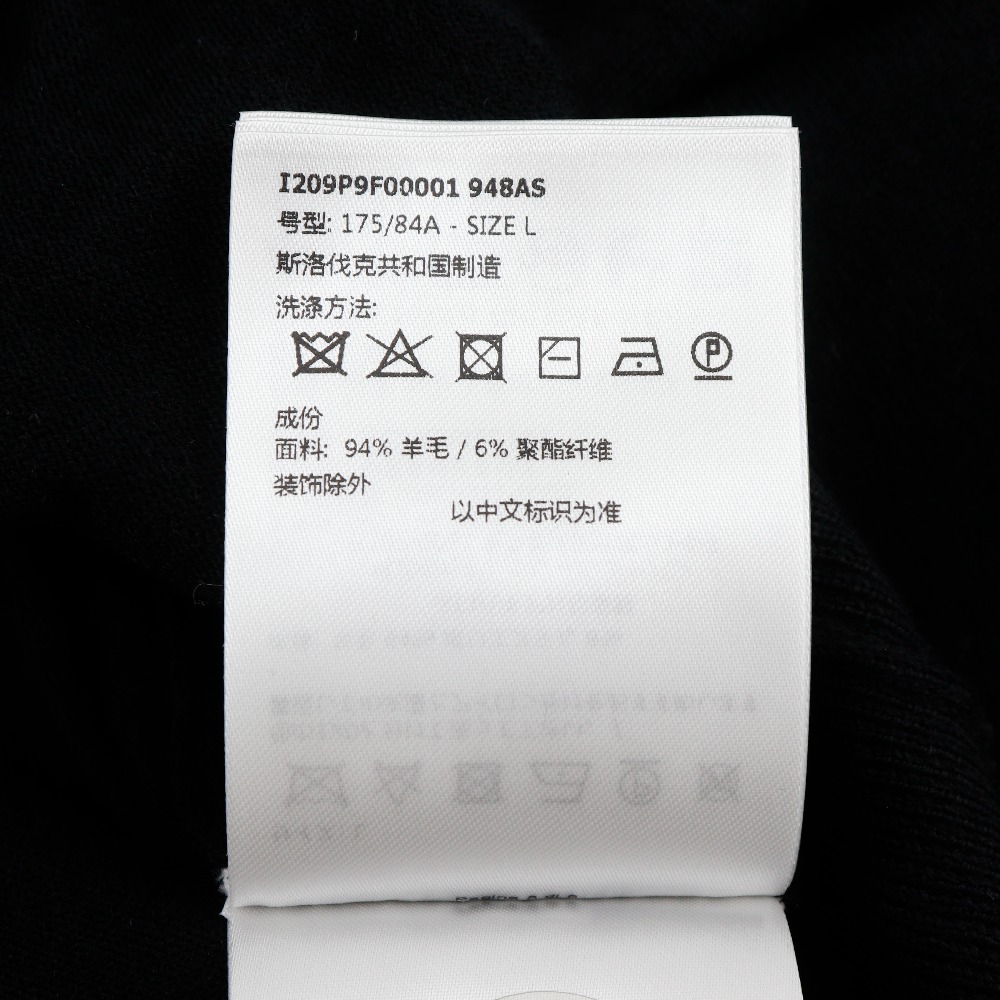 I209P9F00001 948AS
号型: 175/84A - SIZE L
斯洛伐克共和国制造
洗涤方法:
P
成份
面料: 94% 羊毛 / 6% 聚酯纤维
装饰除外
以中文标识为准